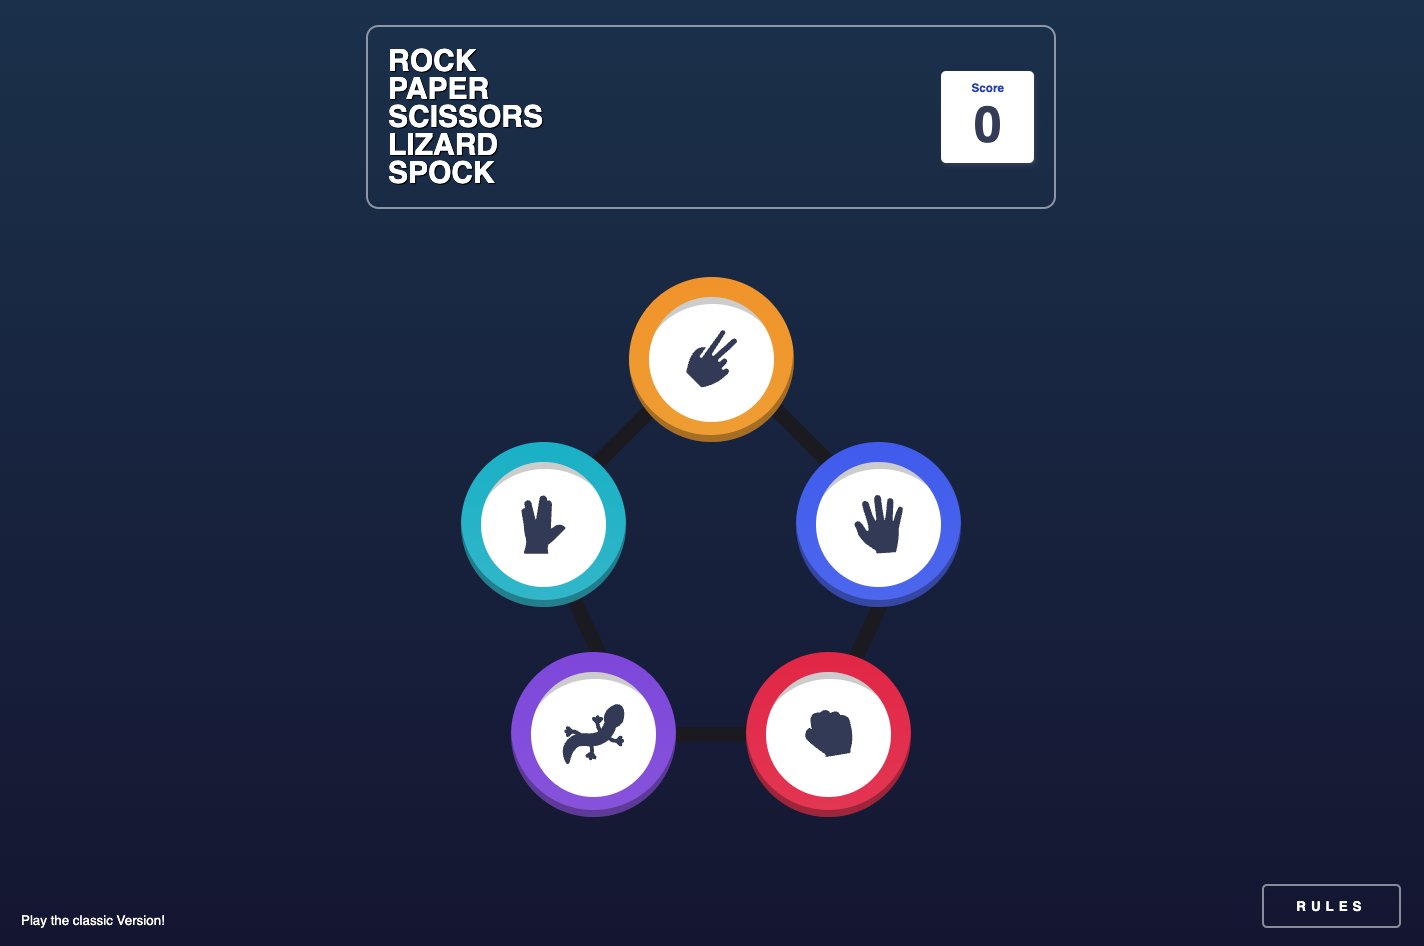 ROCK
PAPER
SCISSORS
LIZARD
SPOCK
Score
0
Play the classic Version!
RULES